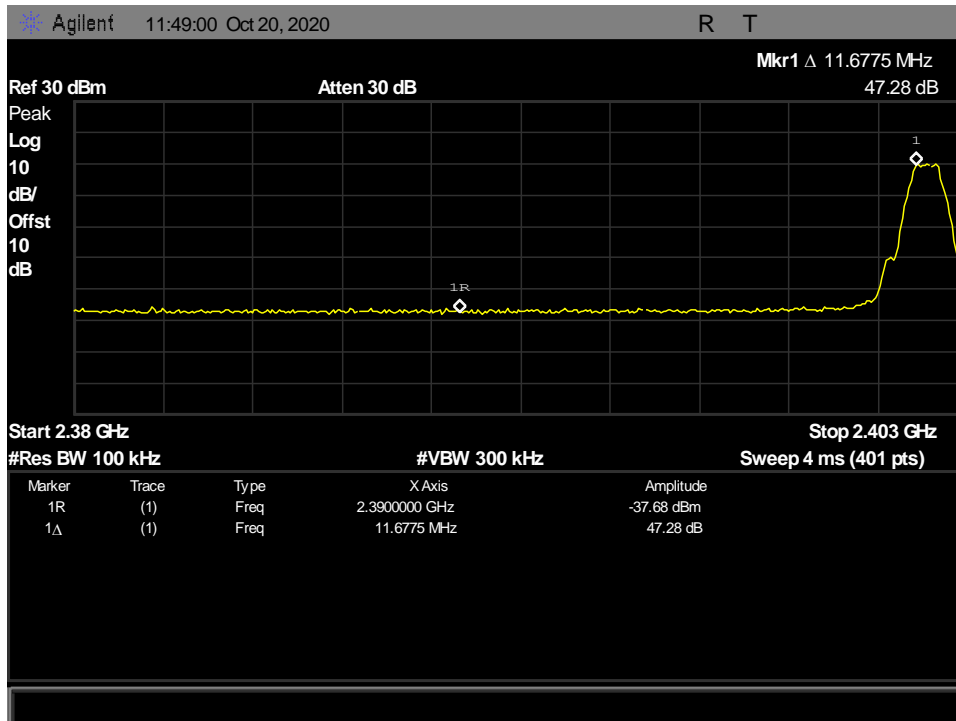 Agilent 11:49:00 Oct 20, 2020 R T
Mkr1 Δ 11.6775 MHz
Ref 30 dBm Atten 30 dB 47.28 dB
Peak
Log
10
dB/
Offst
10
dB
1
1R
Start 2.38 GHz Stop 2.403 GHz
#Res BW 100 kHz #VBW 300 kHz Sweep 4 ms (401 pts)
Marker Trace Type X Axis Amplitude
1R (1) Freq 2.3900000 GHz -37.68 dBm
1Δ (1) Freq 11.6775 MHz 47.28 dB